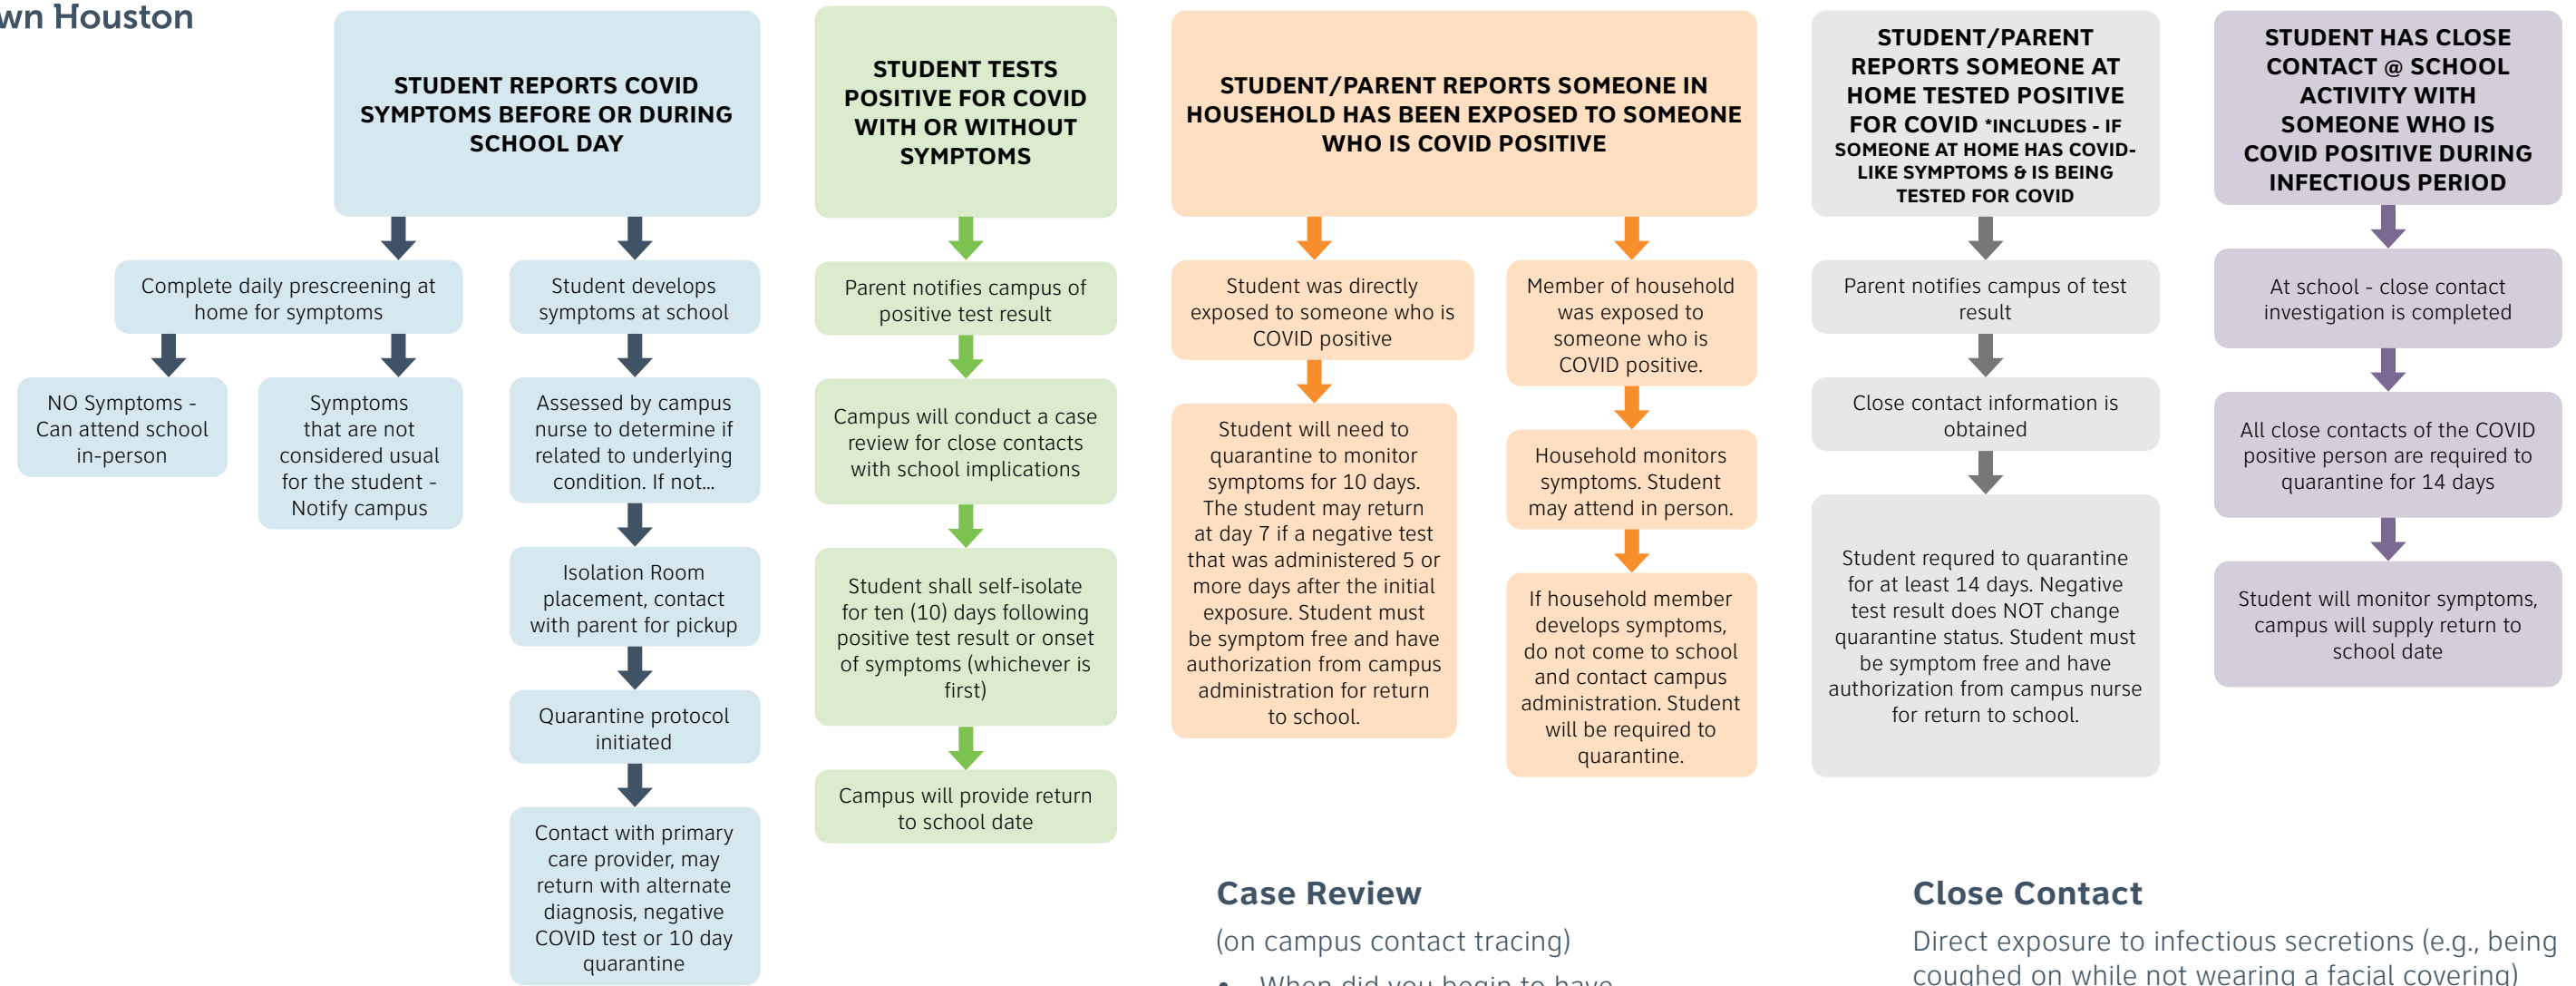 wn Houston
STUDENT REPORTS COVID
SYMPTOMS BEFORE OR DURING
SCHOOL DAY
Complete daily prescreening at
home for symptoms
NO Symptoms -
Can attend school
in-person
Symptoms
that are not
considered usual
for the student -
Notify campus
Student develops
symptoms at school
Assessed by campus
nurse to determine if
related to underlying
condition. If not...
Isolation Room
placement, contact
with parent for pickup
Quarantine protocol
initiated
Contact with primary
care provider, may
return with alternate
diagnosis, negative
COVID test or 10 day
quarantine
STUDENT TESTS
POSITIVE FOR COVID
WITH OR WITHOUT
SYMPTOMS
Parent notifies campus of
positive test result
Campus will conduct a case
review for close contacts
with school implications
Student shall self-isolate
for ten (10) days following
positive test result or onset
of symptoms (whichever is
first)
Campus will provide return
to school date
STUDENT/PARENT REPORTS SOMEONE IN
HOUSEHOLD HAS BEEN EXPOSED TO SOMEONE
WHO IS COVID POSITIVE
Student was directly
exposed to someone who is
COVID positive
Student will need to
quarantine to monitor
symptoms for 10 days.
The student may return
at day 7 if a negative test
that was administered 5 or
more days after the initial
exposure. Student must
be symptom free and have
authorization from campus
administration for return
to school.
Member of household
was exposed to
someone who is
COVID positive.
Household monitors
symptoms. Student
may attend in person.
If household member
develops symptoms,
do not come to school
and contact campus
administration. Student
will be required to
quarantine.
STUDENT/PARENT
REPORTS SOMEONE AT
HOME TESTED POSITIVE
FOR COVID *INCLUDES - IF
SOMEONE AT HOME HAS COVID-
LIKE SYMPTOMS & IS BEING
TESTED FOR COVID
Parent notifies campus of test
result
Close contact information is
obtained
Student requred to quarantine
for at least 14 days. Negative
test result does NOT change
quarantine status. Student must
be symptom free and have
authorization from campus nurse
for return to school.
STUDENT HAS CLOSE
CONTACT @ SCHOOL
ACTIVITY WITH
SOMEONE WHO IS
COVID POSITIVE DURING
INFECTIOUS PERIOD
At school - close contact
investigation is completed
All close contacts of the COVID
positive person are required to
quarantine for 14 days
Student will monitor symptoms,
campus will supply return to
school date
Case Review
(on campus contact tracing)
• When did you begin to have
Close Contact
Direct exposure to infectious secretions (e.g., being
coughed on while not wearing a facial covering)